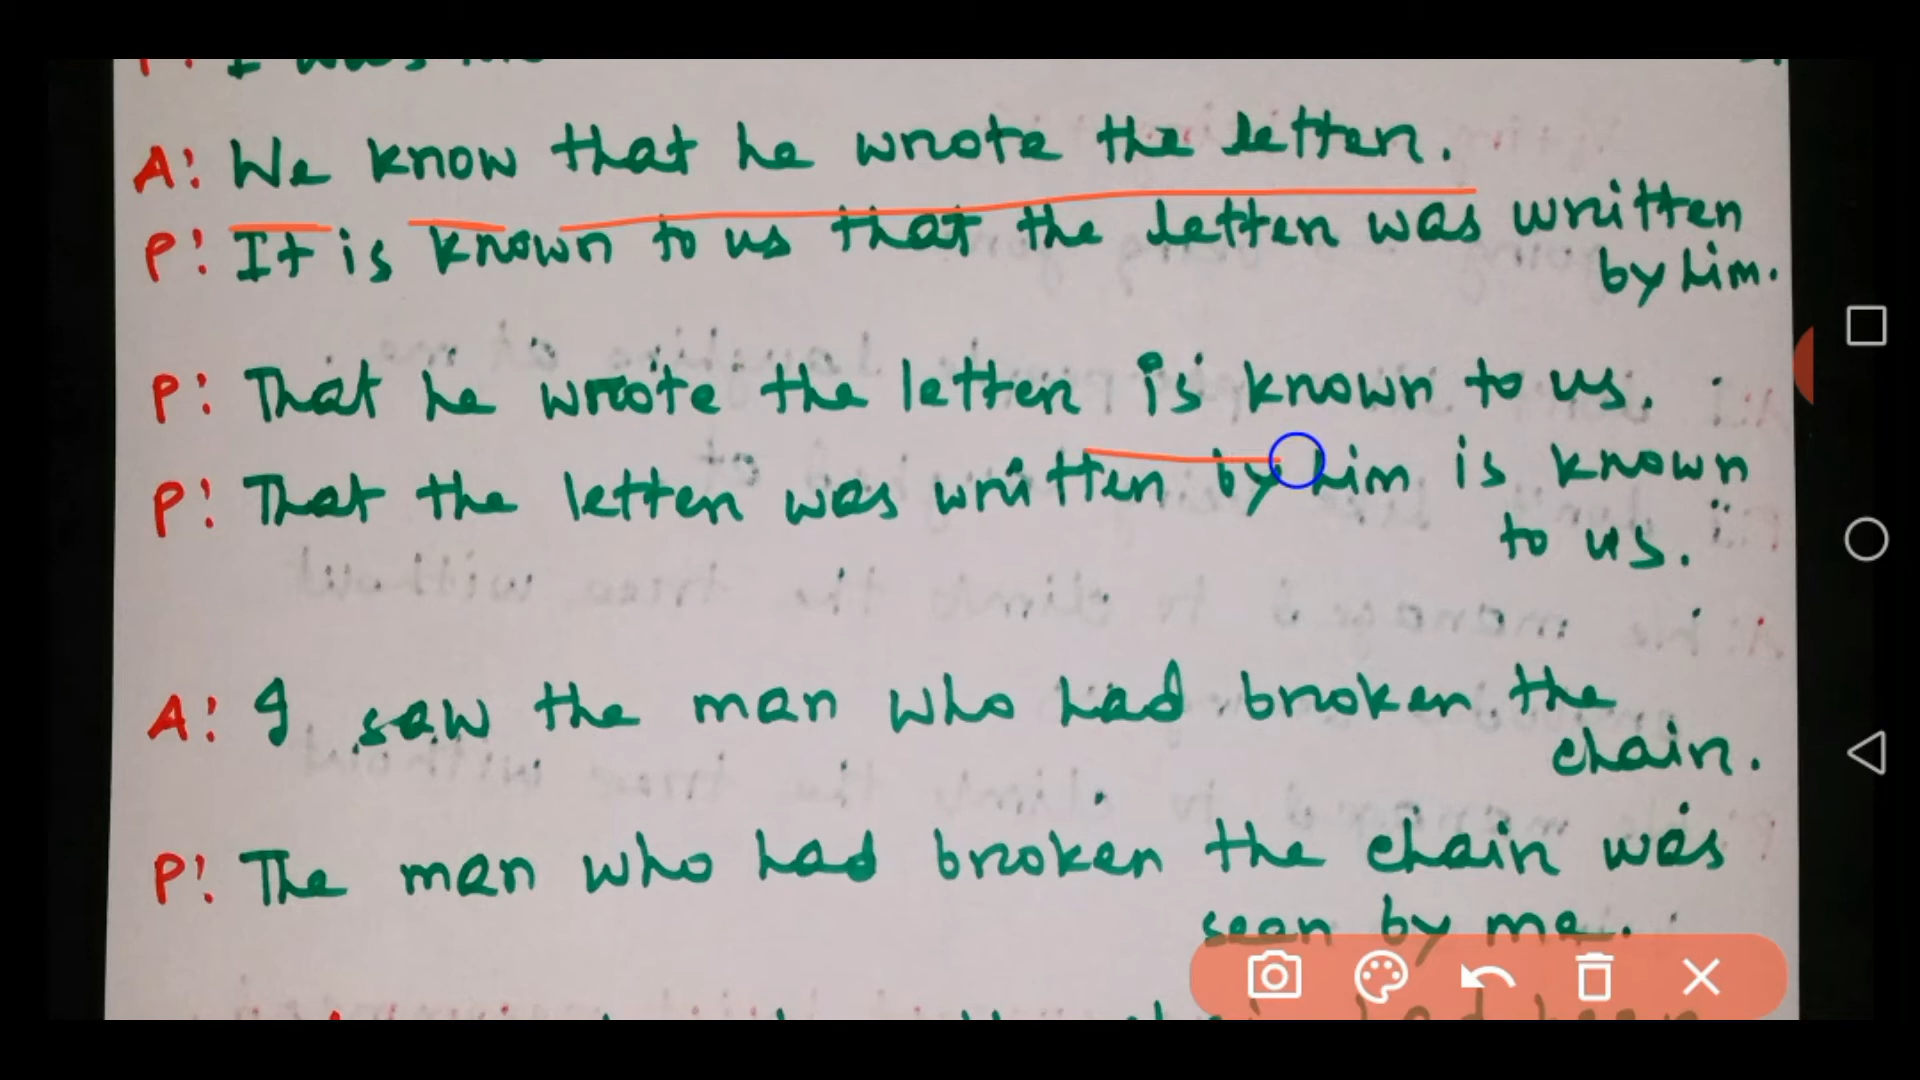 I was
A: We know that he wrote the letter.
P: It is known to us that the letter was written
by him.
P: That he wrote the letter is known to us.
P: That the letter was written by him is known
to us.
A: I saw the man who had broken the
chain.
P: The man who had broken the chain was
seen by me.